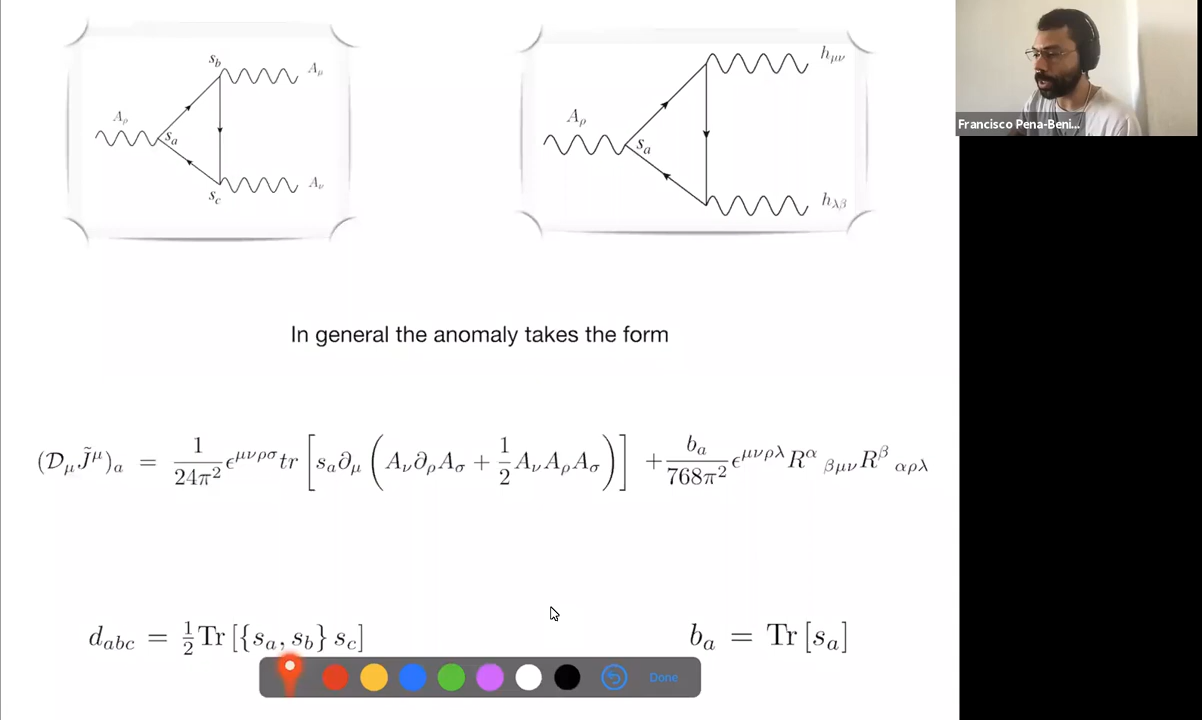 s_b A_μ
A_ρ s_a
s_c A_ν
h_{μν}
A_ρ s_a
h_{λβ}
Francisco Pena-Beni...
In general the anomaly takes the form
(𝒟_μ J̃^μ)_a = 1/(24π²) ϵ^{μνρσ} tr [ s_a ∂_μ ( A_ν ∂_ρ A_σ + 1/2 A_ν A_ρ A_σ ) ] + b_a/(768π²) ϵ^{μνρλ} R^α_{βμν} R^β_{αρλ}
d_{abc} = ½ Tr [{s_a, s_b} s_c]
b_a = Tr [s_a]
Done